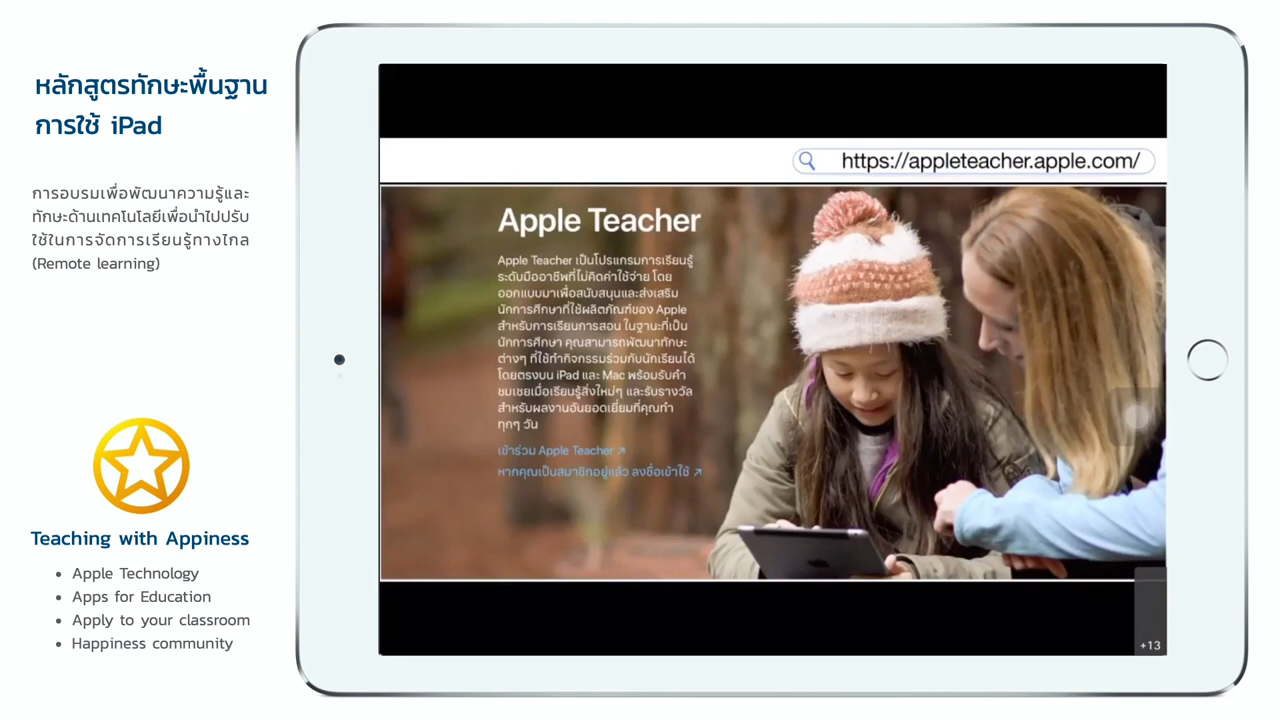 หลักสูตรทักษะพื้นฐาน
การใช้ iPad
การอบรมเพื่อพัฒนาความรู้และ
ทักษะด้านเทคโนโลยีเพื่อนำไปปรับ
ใช้ในการจัดการเรียนรู้ทางไกล
(Remote learning)
Teaching with Appiness
• Apple Technology
• Apps for Education
• Apply to your classroom
• Happiness community
https://appleteacher.apple.com/
Apple Teacher
Apple Teacher เป็นโปรแกรมการเรียนรู้
ระดับมืออาชีพที่ไม่คิดค่าใช้จ่าย โดย
ออกแบบมาเพื่อสนับสนุนและส่งเสริม
นักการศึกษาที่ใช้ผลิตภัณฑ์ของ Apple
สำหรับการเรียนการสอน ในฐานะที่เป็น
นักการศึกษา คุณสามารถพัฒนาทักษะ
ต่างๆ ที่ใช้ทำกิจกรรมร่วมกับนักเรียนได้
โดยตรงบน iPad และ Mac พร้อมรับคำ
ชมเชยเมื่อเรียนรู้สิ่งใหม่ๆ และรับรางวัล
สำหรับผลงานอันยอดเยี่ยมที่คุณทำ
ทุกๆ วัน
เข้าร่วม Apple Teacher ↗
หากคุณเป็นสมาชิกอยู่แล้ว ลงชื่อเข้าใช้ ↗
+13